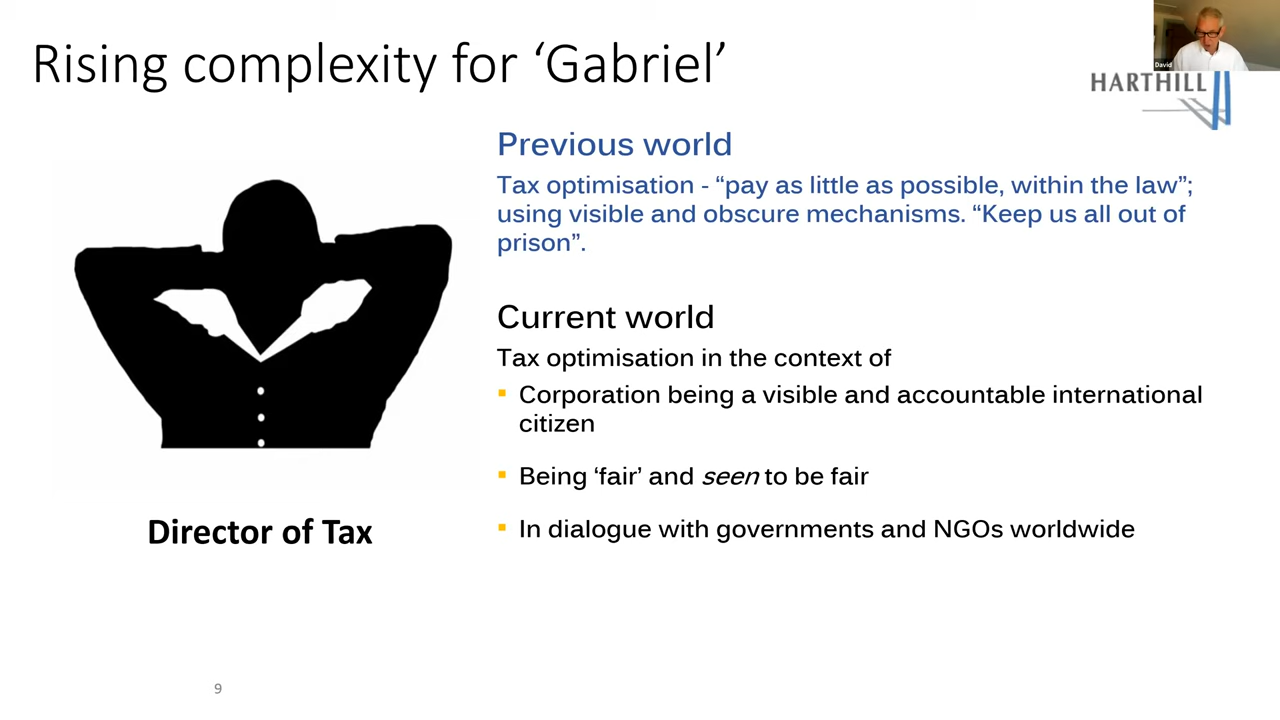 Rising complexity for ‘Gabriel’
David
HARTHILL
Previous world
Tax optimisation - “pay as little as possible, within the law”;
using visible and obscure mechanisms. “Keep us all out of
prison”.
Current world
Tax optimisation in the context of
Corporation being a visible and accountable international
citizen
Being ‘fair’ and seen to be fair
In dialogue with governments and NGOs worldwide
Director of Tax
9